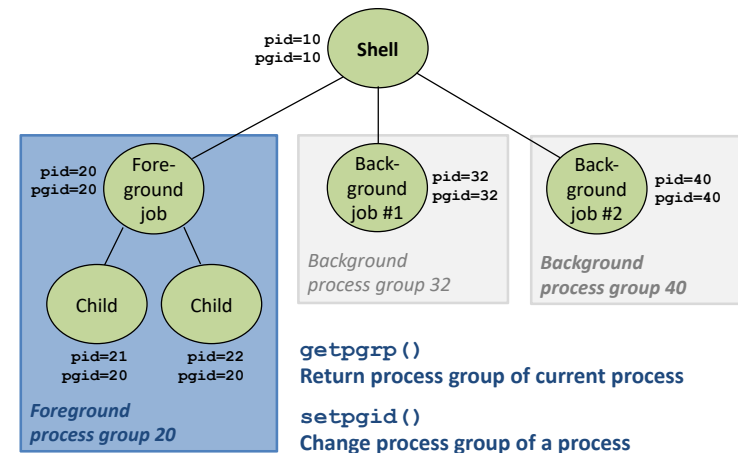 pid=10
pgid=10
Shell
pid=20
pgid=20
Fore-
ground
job
Back-
ground
job #1
pid=32
pgid=32
Back-
ground
job #2
pid=40
pgid=40
Background
process group 32
Background
process group 40
Child
Child
pid=21
pgid=20
pid=22
pgid=20
Foreground
process group 20
getpgrp()
Return process group of current process
setpgid()
Change process group of a process